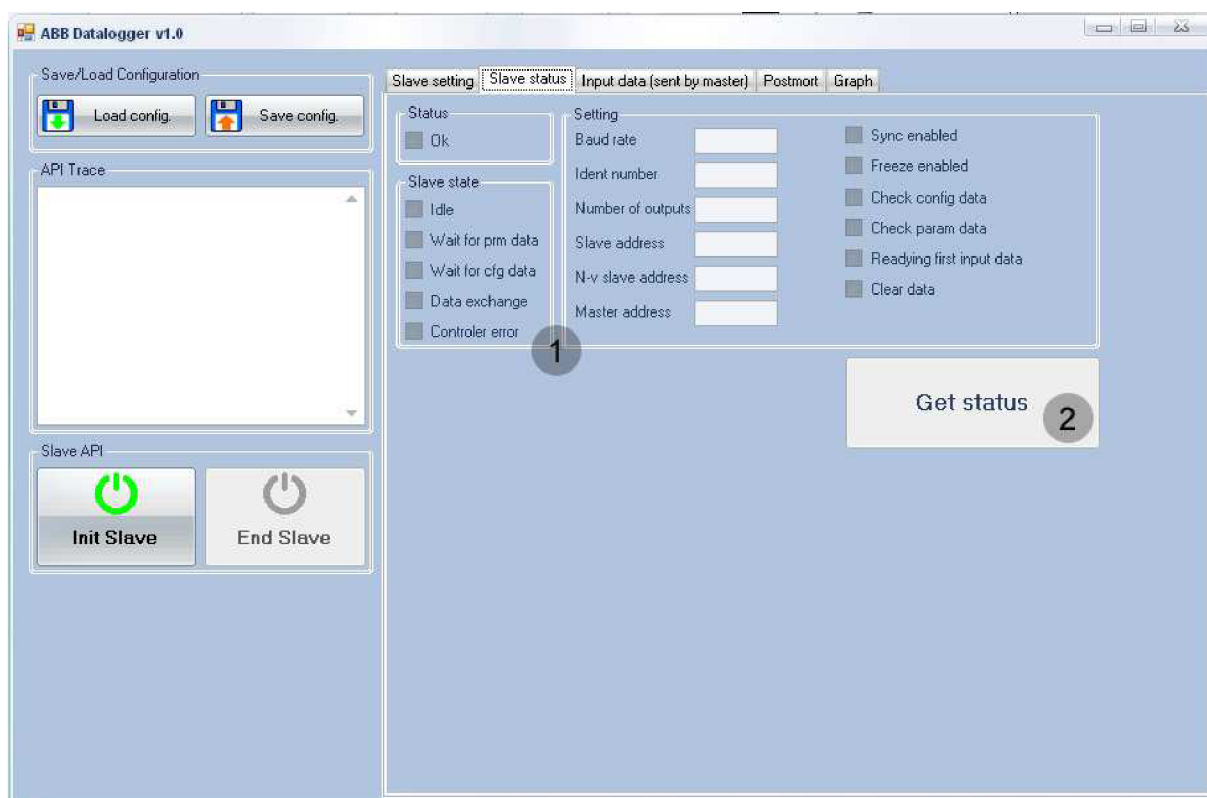 ABB Datalogger v1.0
Save/Load Configuration
Load config.
Save config.
API Trace
Slave API
Init Slave
End Slave
Slave setting
Slave status
Input data (sent by master)
Postmort
Graph
Status
Ok
Slave state
Idle
Wait for prm data
Wait for cfg data
Data exchange
Controler error
1
Setting
Baud rate
Ident number
Number of outputs
Slave address
N-v slave address
Master address
Sync enabled
Freeze enabled
Check config data
Check param data
Readying first input data
Clear data
Get status
2